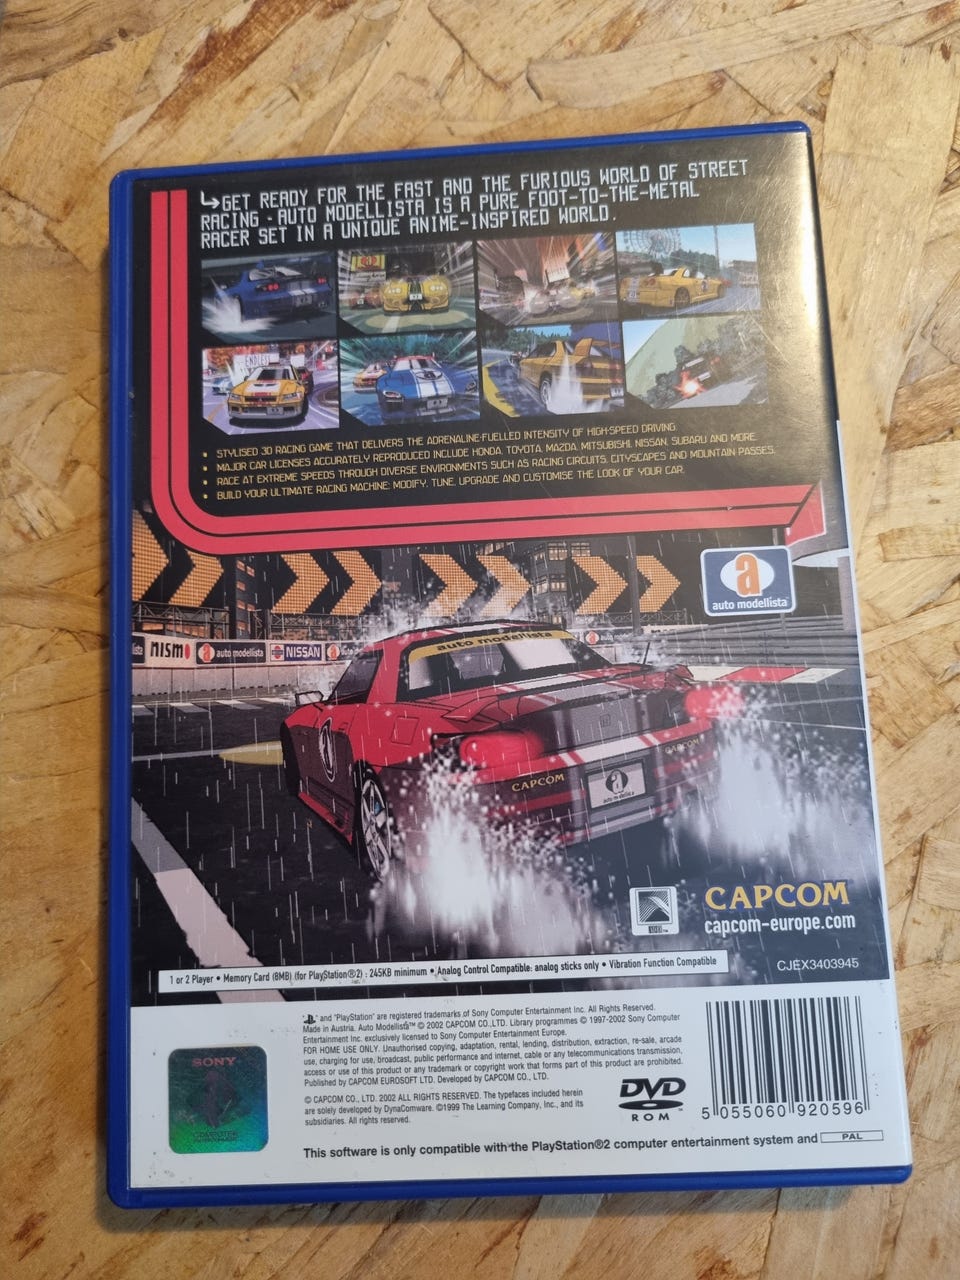 GET READY FOR THE FAST AND THE FURIOUS WORLD OF STREET
RACING - AUTO MODELLISTA IS A PURE FOOT-TO-THE-METAL
RACER SET IN A UNIQUE ANIME-INSPIRED WORLD.
ENDLESS
• STYLISED 3D RACING GAME THAT DELIVERS THE ADRENALINE-FUELLED INTENSITY OF HIGH-SPEED DRIVING.
• MAJOR CAR LICENSES ACCURATELY REPRODUCED INCLUDE HONDA, TOYOTA, MAZDA, MITSUBISHI, NISSAN, SUBARU AND MORE.
• RACE AT EXTREME SPEEDS THROUGH DIVERSE ENVIRONMENTS SUCH AS RACING CIRCUITS, CITYSCAPES AND MOUNTAIN PASSES.
• BUILD YOUR ULTIMATE RACING MACHINE: MODIFY, TUNE, UPGRADE AND CUSTOMISE THE LOOK OF YOUR CAR.
a
auto modellista
nismo
auto modellista
NISSAN
auto modellista
CAPCOM
CAPCOM
a
auto modellista
CAPCOM
capcom-europe.com
CJEX3403945
1 or 2 Player • Memory Card (8MB) (for PlayStation®2) : 245KB minimum • Analog Control Compatible: analog sticks only • Vibration Function Compatible
" and "PlayStation" are registered trademarks of Sony Computer Entertainment Inc. All Rights Reserved.
Made in Austria. Auto Modellista™ © 2002 CAPCOM CO.,LTD. Library programmes © 1997-2002 Sony Computer
Entertainment Inc. exclusively licensed to Sony Computer Entertainment Europe.
FOR HOME USE ONLY. Unauthorised copying, adaptation, rental, lending, distribution, extraction, re-sale, arcade
use, charging for use, broadcast, public performance and internet, cable or any telecommunications transmission,
access or use of this product or any trademark or copyright work that forms part of this product are prohibited.
Published by CAPCOM EUROSOFT LTD. Developed by CAPCOM CO., LTD.
© CAPCOM CO., LTD. 2002 ALL RIGHTS RESERVED. The typefaces included herein
are solely developed by DynaComware. ©1999 The Learning Company, Inc., and its
subsidiaries. All rights reserved.
SONY
COMPUTER
DVD
ROM
5 055060 920596
This software is only compatible with the PlayStation®2 computer entertainment system and PAL